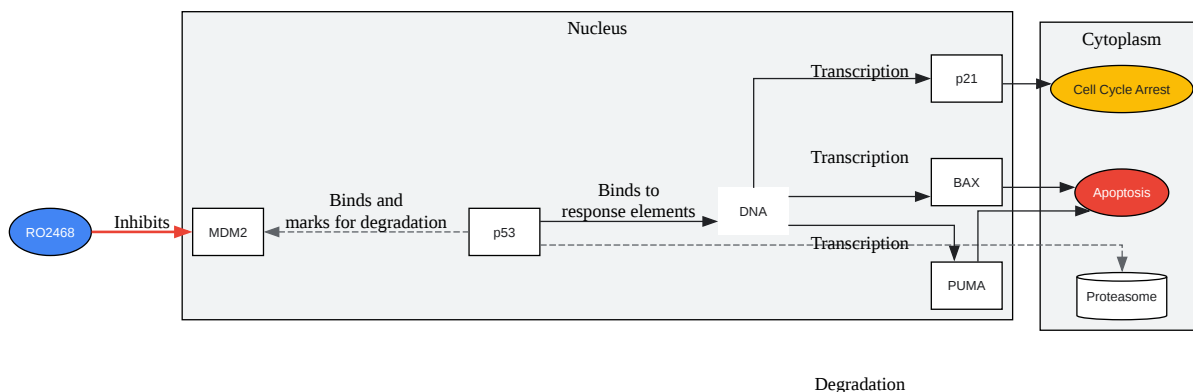 Nucleus
Cytoplasm
Transcription
p21
Cell Cycle Arrest
Transcription
BAX
Apoptosis
Binds and
marks for degradation
Binds to
response elements
DNA
RO2468
Inhibits
MDM2
p53
Transcription
PUMA
Proteasome
Degradation